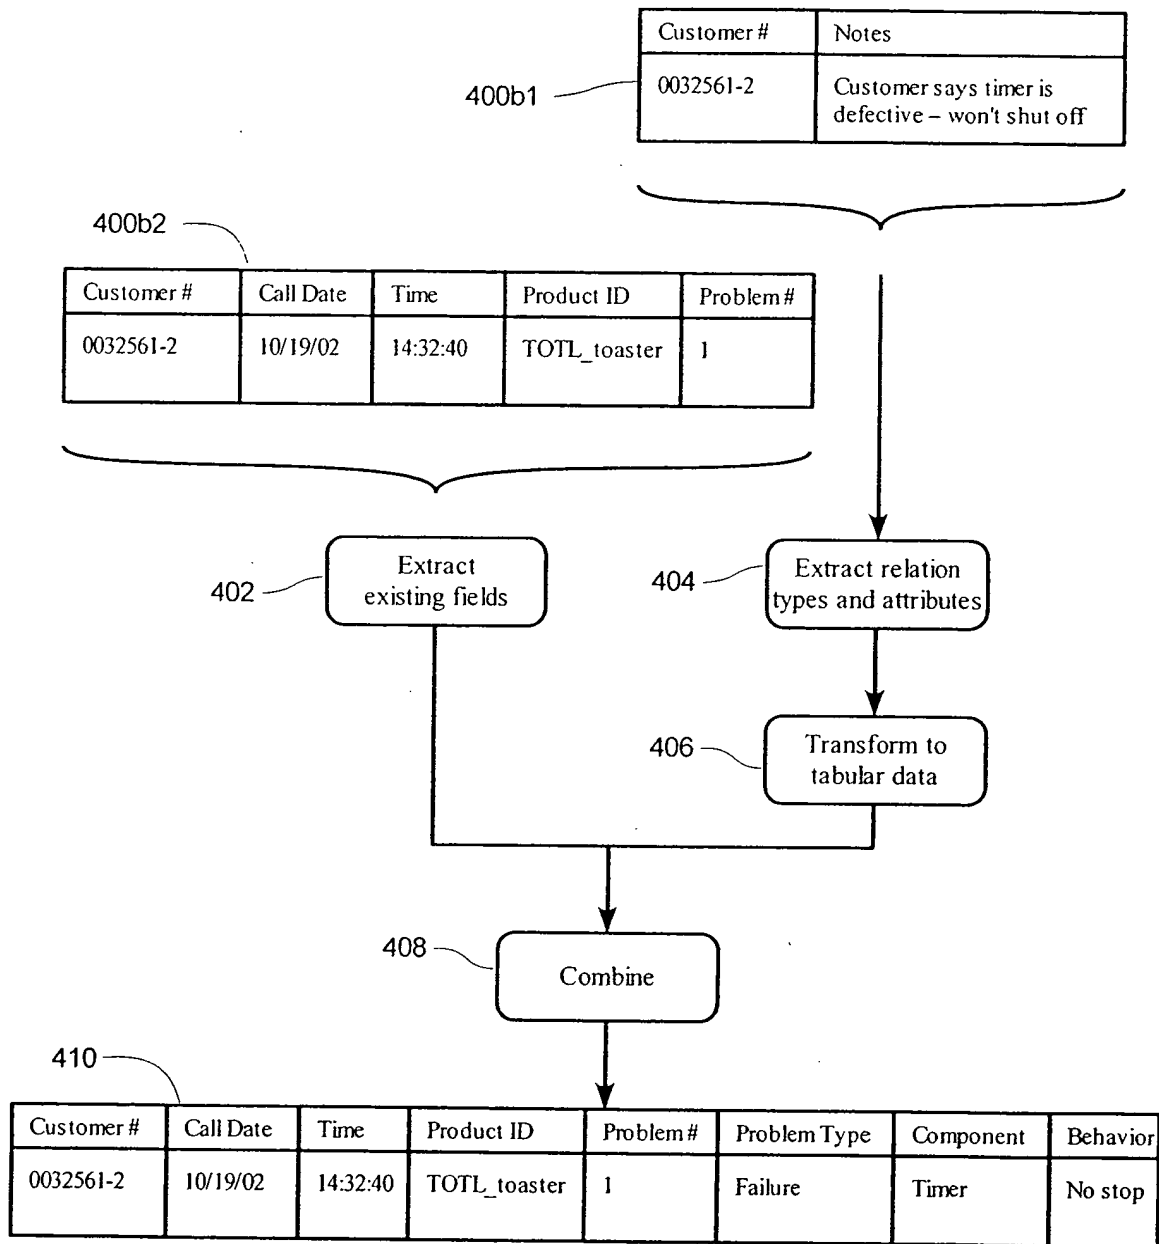 Customer # Notes
400b1 0032561-2 Customer says timer is
defective – won't shut off
400b2
Customer # Call Date Time Product ID Problem #
0032561-2 10/19/02 14:32:40 TOTL_toaster 1
402 Extract
existing fields
404 Extract relation
types and attributes
406 Transform to
tabular data
408 Combine
410
Customer # Call Date Time Product ID Problem # Problem Type Component Behavior
0032561-2 10/19/02 14:32:40 TOTL_toaster 1 Failure Timer No stop